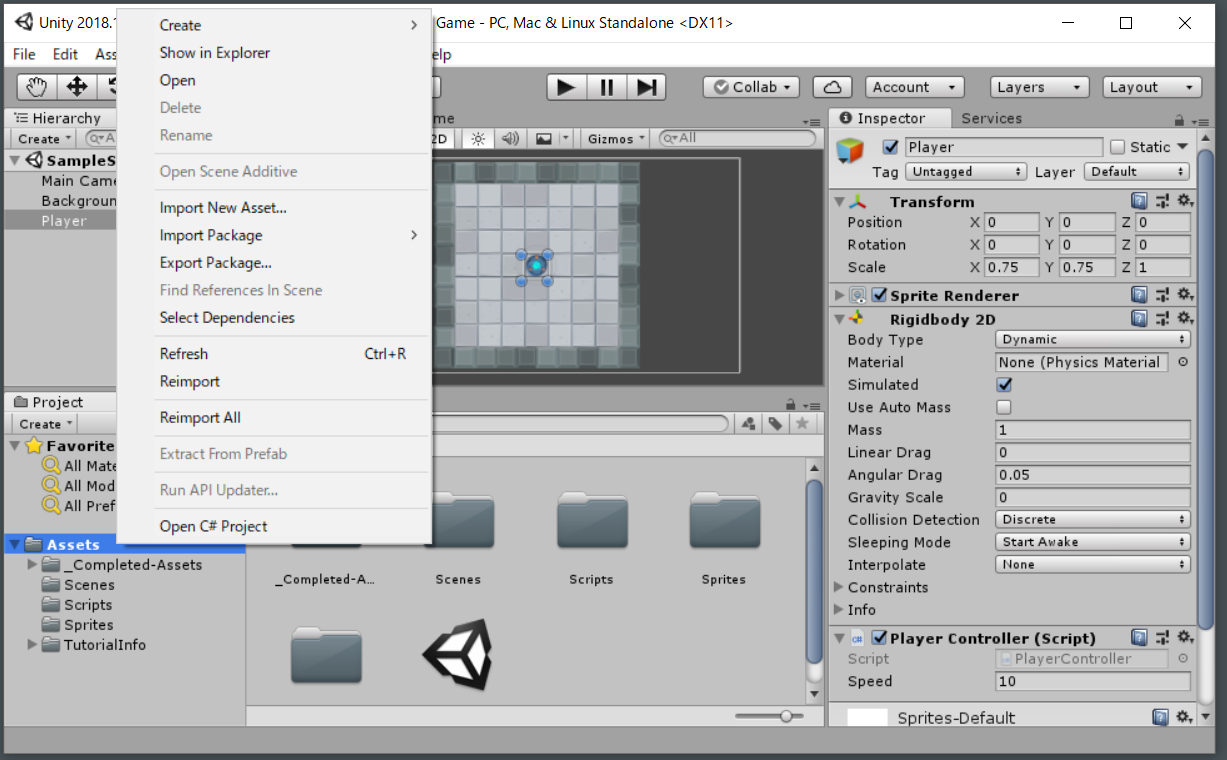 Unity 2018.1
Game - PC, Mac & Linux Standalone <DX11>
File Edit Ass
elp
Collab
Account
Layers
Layout
Hierarchy
Create
All
SampleS
Main Came
Backgroun
Player
Create
Show in Explorer
Open
Delete
Rename
Open Scene Additive
Import New Asset...
Import Package
Export Package...
Find References In Scene
Select Dependencies
Refresh Ctrl+R
Reimport
Reimport All
Extract From Prefab
Run API Updater...
Open C# Project
me
2D
Gizmos
All
Inspector Services
Player
Static
Tag Untagged Layer Default
Transform
Position X 0 Y 0 Z 0
Rotation X 0 Y 0 Z 0
Scale X 0.75 Y 0.75 Z 1
Sprite Renderer
Rigidbody 2D
Body Type Dynamic
Material None (Physics Material
Simulated
Use Auto Mass
Mass 1
Linear Drag 0
Angular Drag 0.05
Gravity Scale 0
Collision Detection Discrete
Sleeping Mode Start Awake
Interpolate None
Constraints
Info
Player Controller (Script)
Script PlayerController
Speed 10
Sprites-Default
Project
Create
Favorite
All Mate
All Mod
All Pref
Assets
_Completed-Assets
Scenes
Scripts
Sprites
TutorialInfo
_Completed-A...
Scenes
Scripts
Sprites